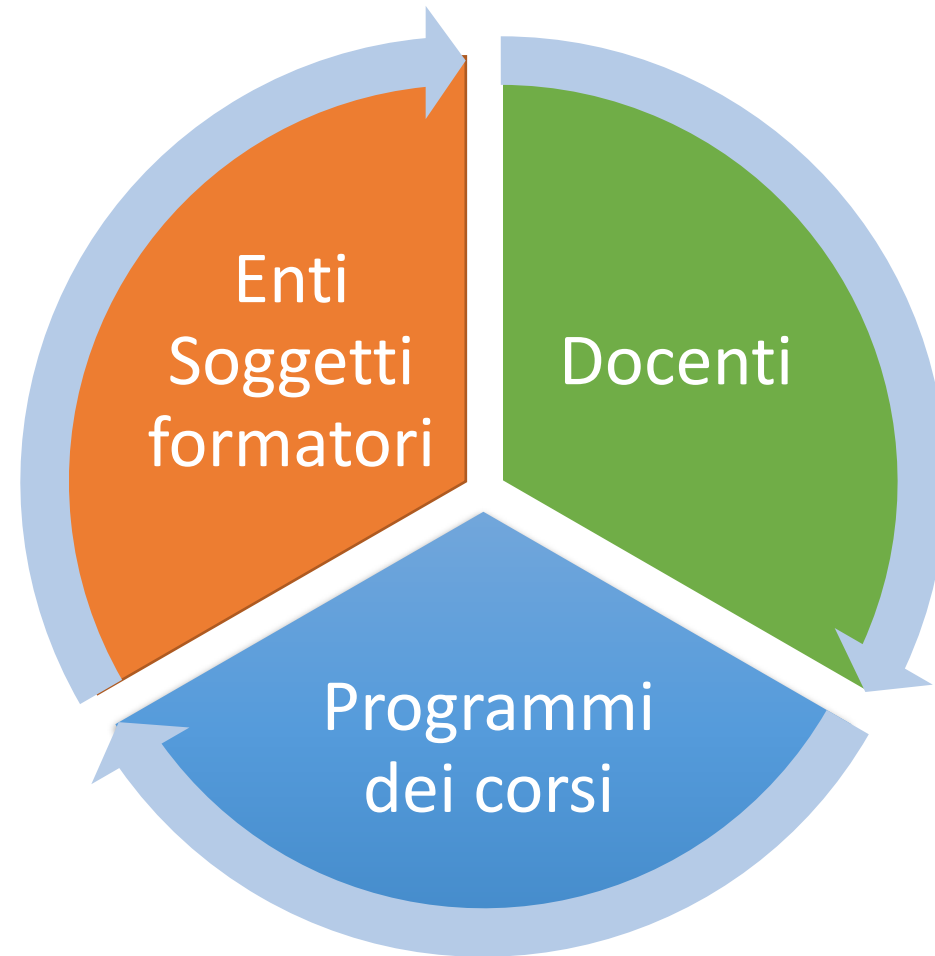 Enti
Soggetti
formatori
Docenti
Programmi
dei corsi